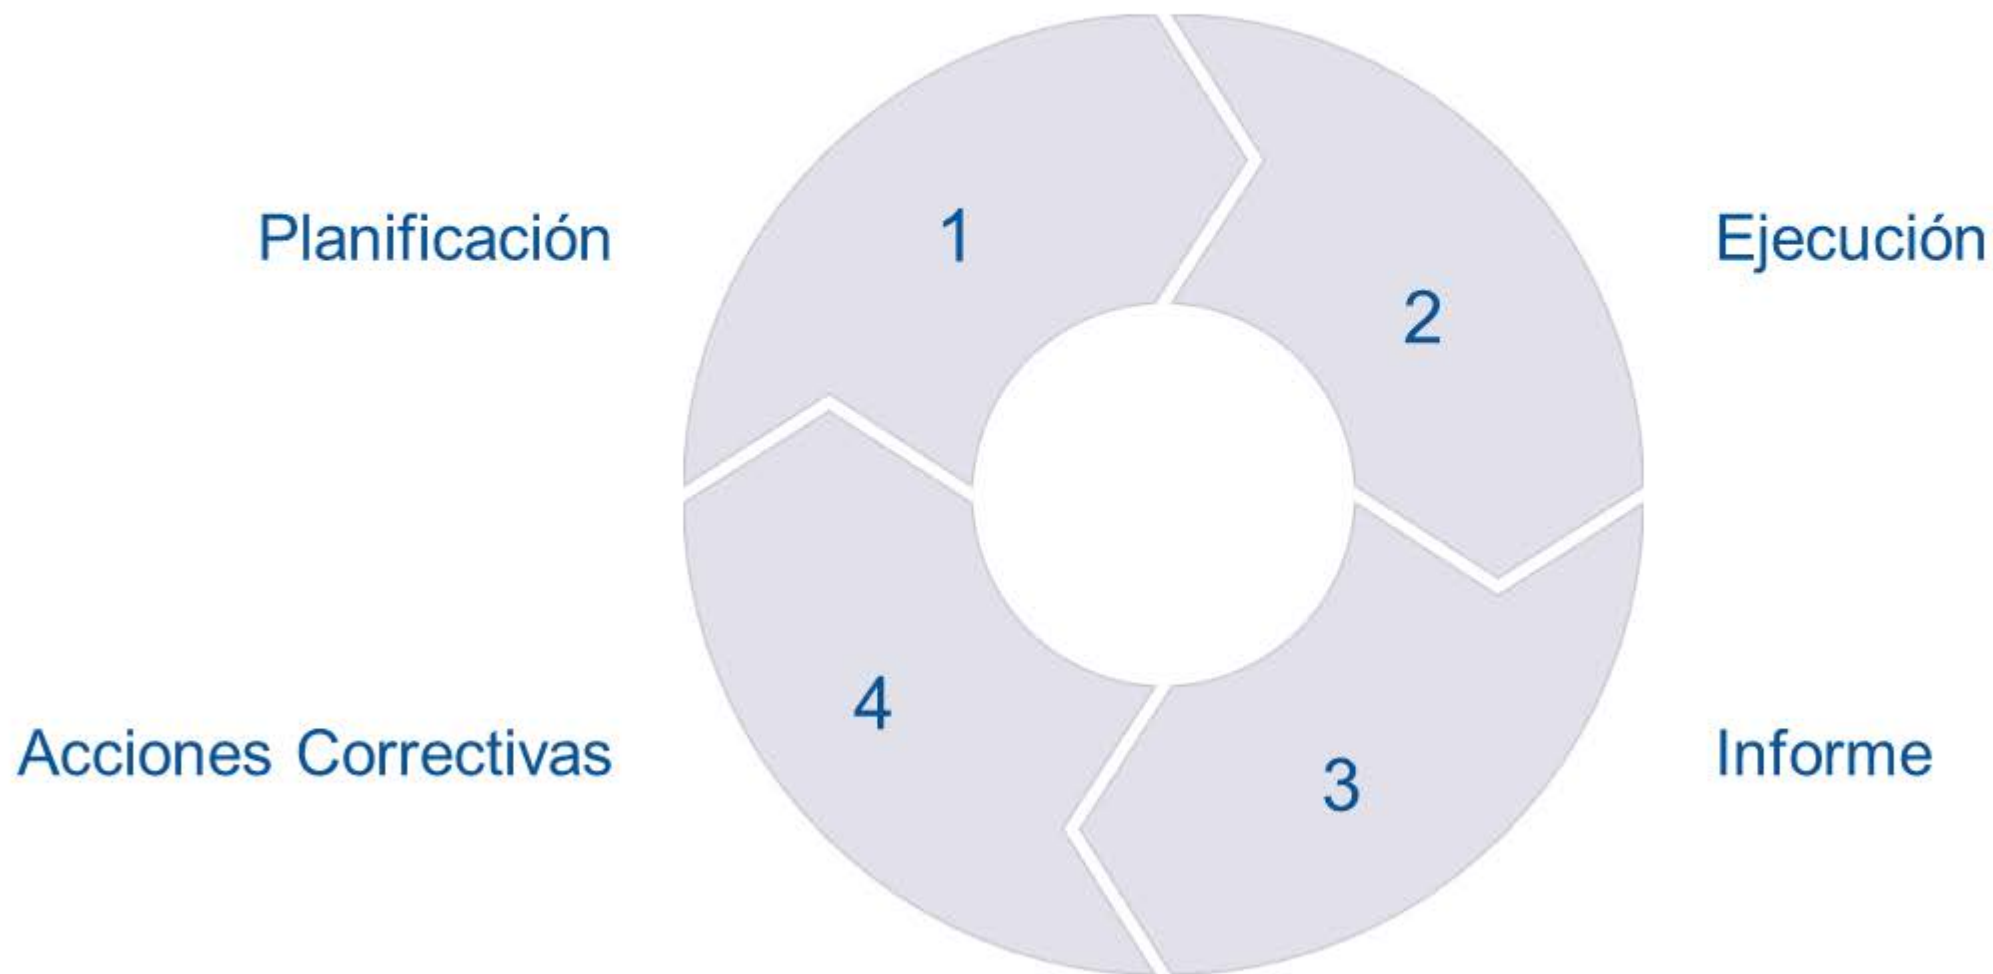 Planificación
1
2
Ejecución
Acciones Correctivas
4
3
Informe